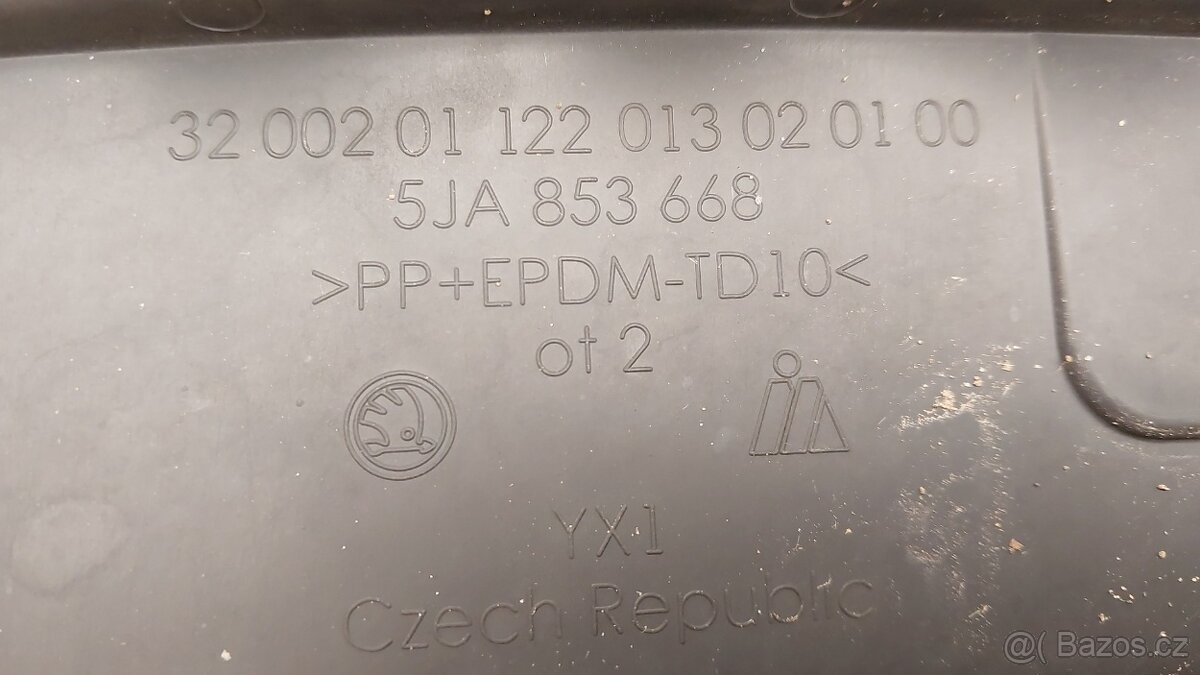 32 002 01 122 013 02 01 00
5JA 853 668
>PP+EPDM-TD10<
ot 2
YX1
Czech Republic
@( Bazos.cz